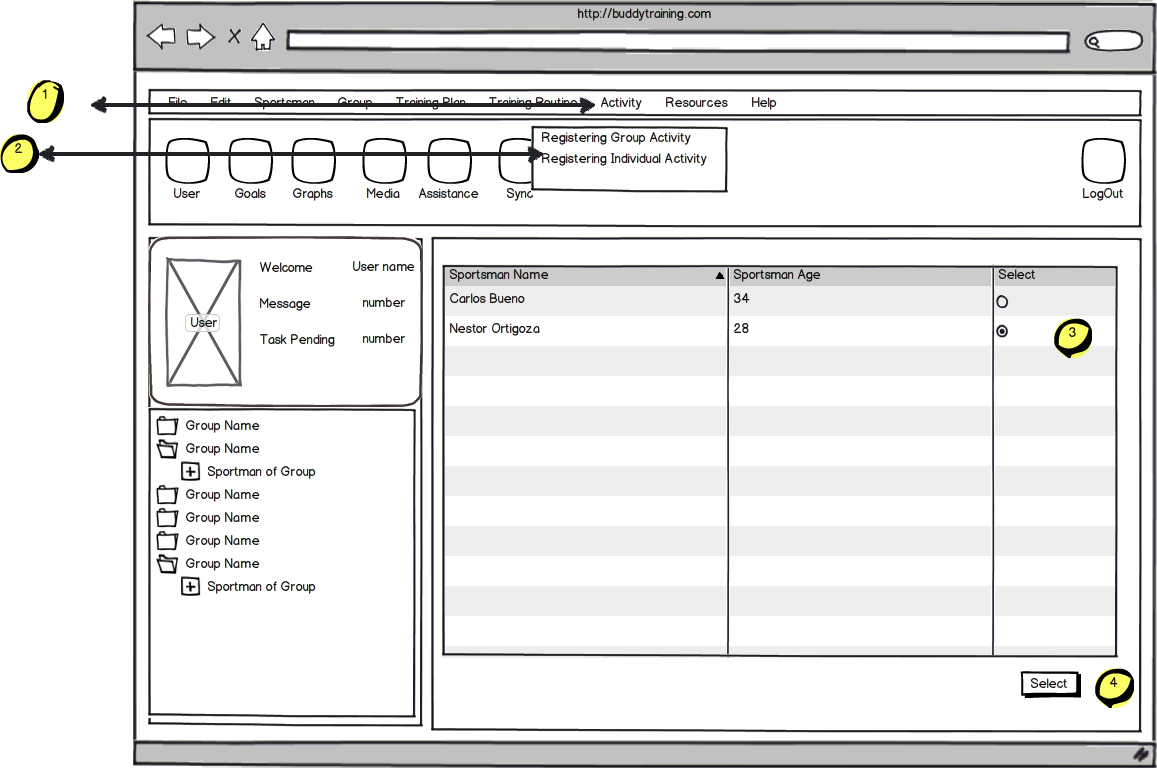 http://buddytraining.com
1
File Edit Sportsman Group Training Plan Training Routine Activity Resources Help
2
Registering Group Activity
Registering Individual Activity
User Goals Graphs Media Assistance Sync LogOut
Welcome User name
Message number
User
Task Pending number
Sportsman Name Sportsman Age Select
Carlos Bueno 34
Nestor Ortigoza 28
3
Group Name
Group Name
Sportman of Group
Group Name
Group Name
Group Name
Group Name
Sportman of Group
Select
4